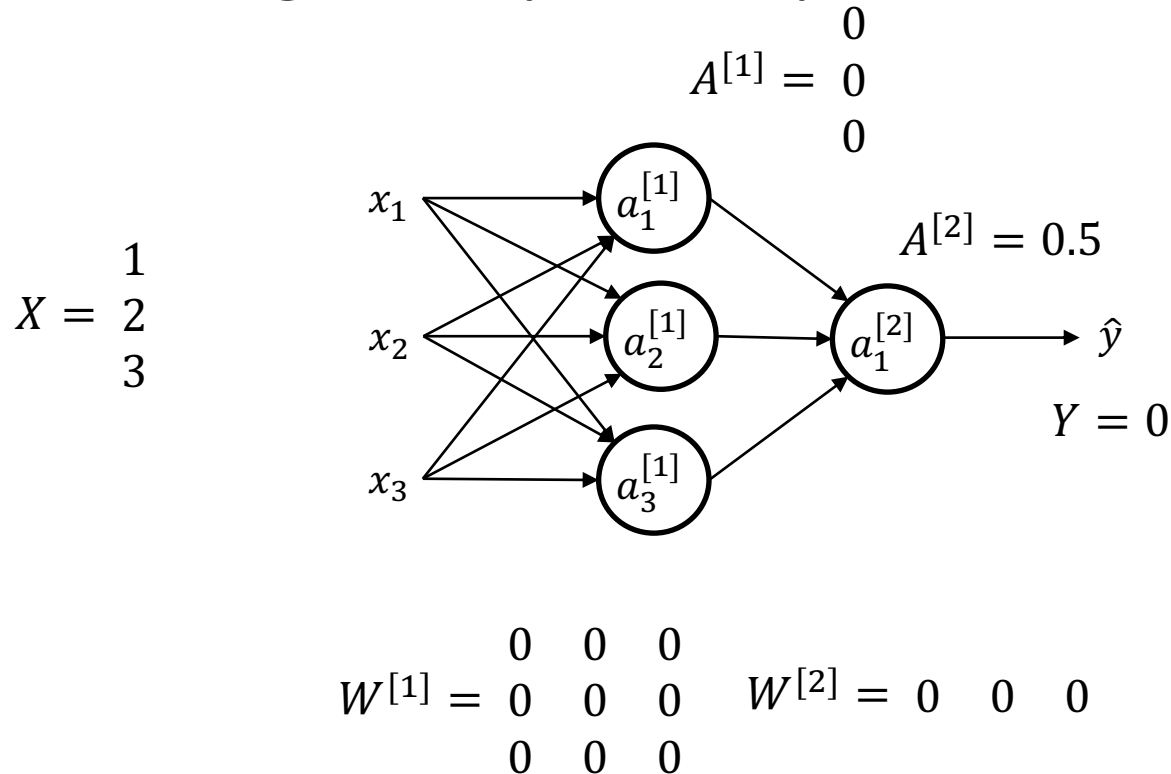 A^{[1]} =
0
0
0
x_1
a_1^{[1]}
A^{[2]} = 0.5
X =
1
2
3
x_2
a_2^{[1]}
a_1^{[2]}
ŷ
Y = 0
x_3
a_3^{[1]}
W^{[1]} =
0 0 0
0 0 0
0 0 0
W^{[2]} = 0 0 0